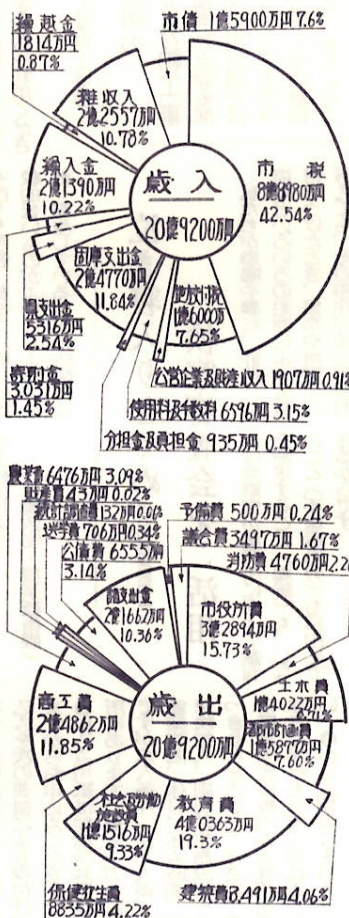 繰越金
1814万円
0.87%
市債 1億5900万円 7.6%
雑収入
2億2557万円
10.78%
繰入金
2億1390万円
10.22%
市税
8億8980万円
42.54%
歳入
20億9200万円
国庫支出金
2億4770万円
11.84%
地方交付税
1億6000万
7.65%
県支出金
5316万円
2.54%
寄附金
3.031万円
1.45%
公営企業及財産収入 1907万円 0.91%
使用料及手数料 6596万円 3.15%
分担金及負担金 935万円 0.45%
農業費 6476万円 3.09%
財産費 43万円 0.02%
統計調査費 132万円 0.06%
送学費 706万円 0.34%
公債費 6555万円
3.14%
予備費 500万円 0.24%
議会費 3497万円 1.67%
消防費 4760万円 2.2
諸支出金
2億1662万円
10.36%
市役所費
3億2894万円
15.73%
土木費
1億4022万円
6.71%
都市計画費
1億5897万円
7.60%
商工費
2億4862万円
11.85%
歳出
20億9200万円
社会及労働
施設費
1億1516万円
9.33%
教育費
4億0363万円
19.3%
保健衛生費
8835万円 4.22%
建築費 8,491万円 4.06%